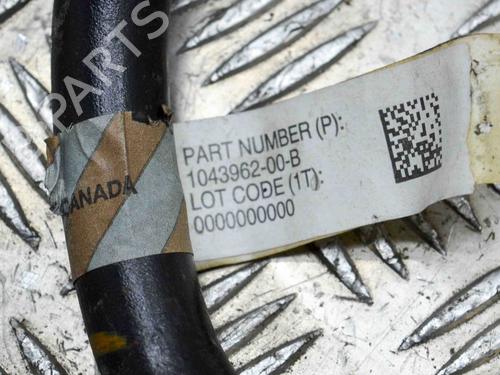 PART NUMBER (P):
1043962-00-B
LOT CODE (1T):
0000000000
CANADA
PARTS